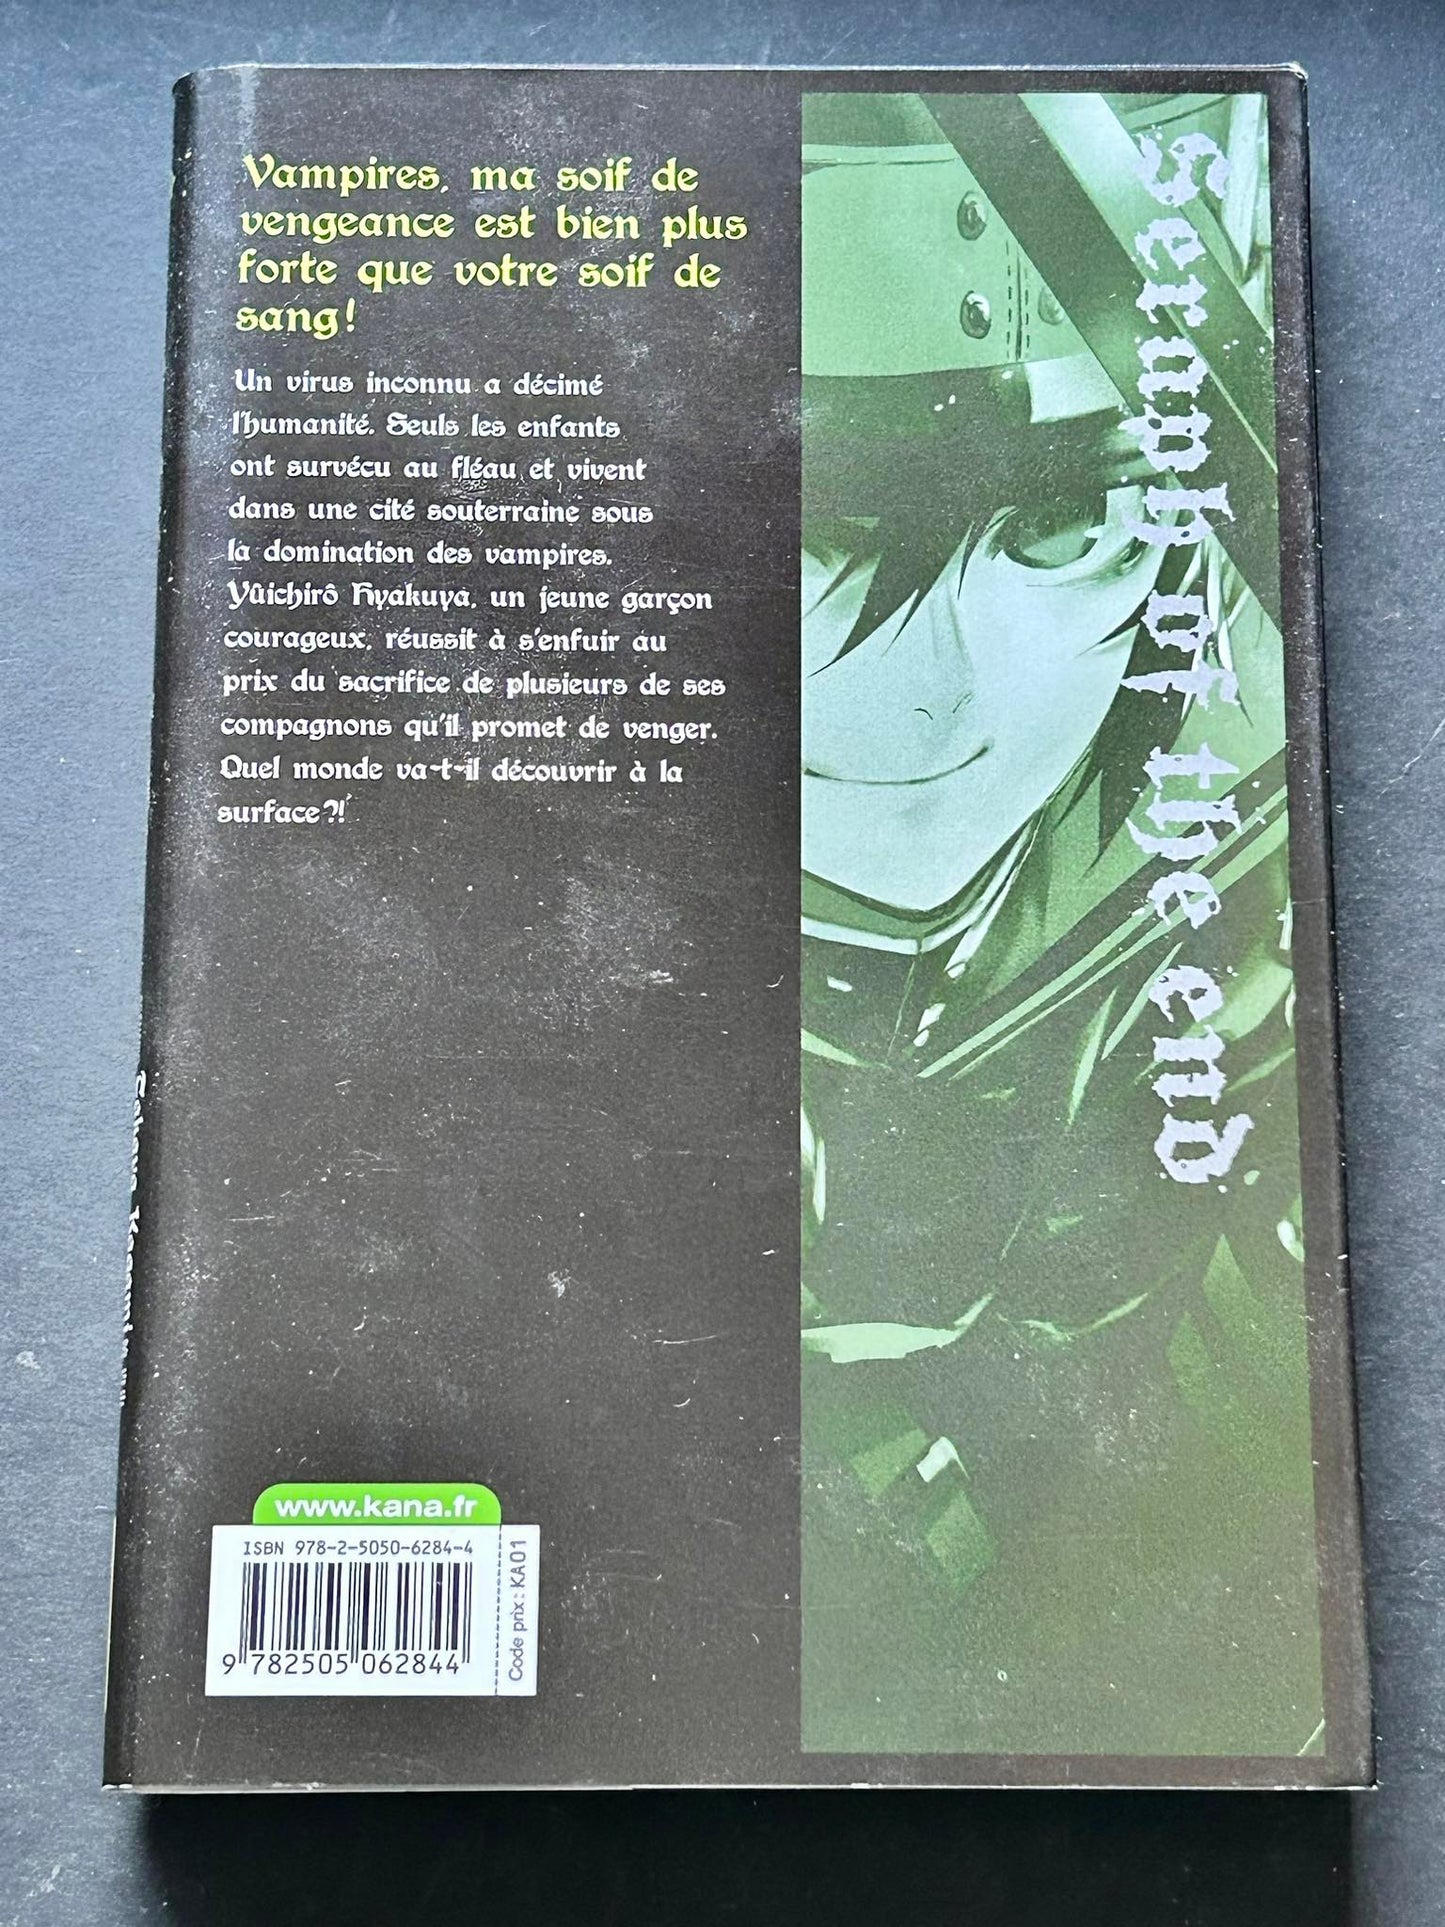 Vampires, ma soif de
vengeance est bien plus
forte que votre soif de
sang!
Un virus inconnu a décimé
l'humanité. Seuls les enfants
ont survécu au fléau et vivent
dans une cité souterraine sous
la domination des vampires.
Yûichirô Hyakuya, un jeune garçon
courageux, réussit à s'enfuir au
prix du sacrifice de plusieurs de ses
compagnons qu'il promet de venger.
Quel monde va-t-il découvrir à la
surface?!
Seraph of the end
www.kana.fr
ISBN 978-2-5050-6284-4
9 782505 062844
Code prix : KA01